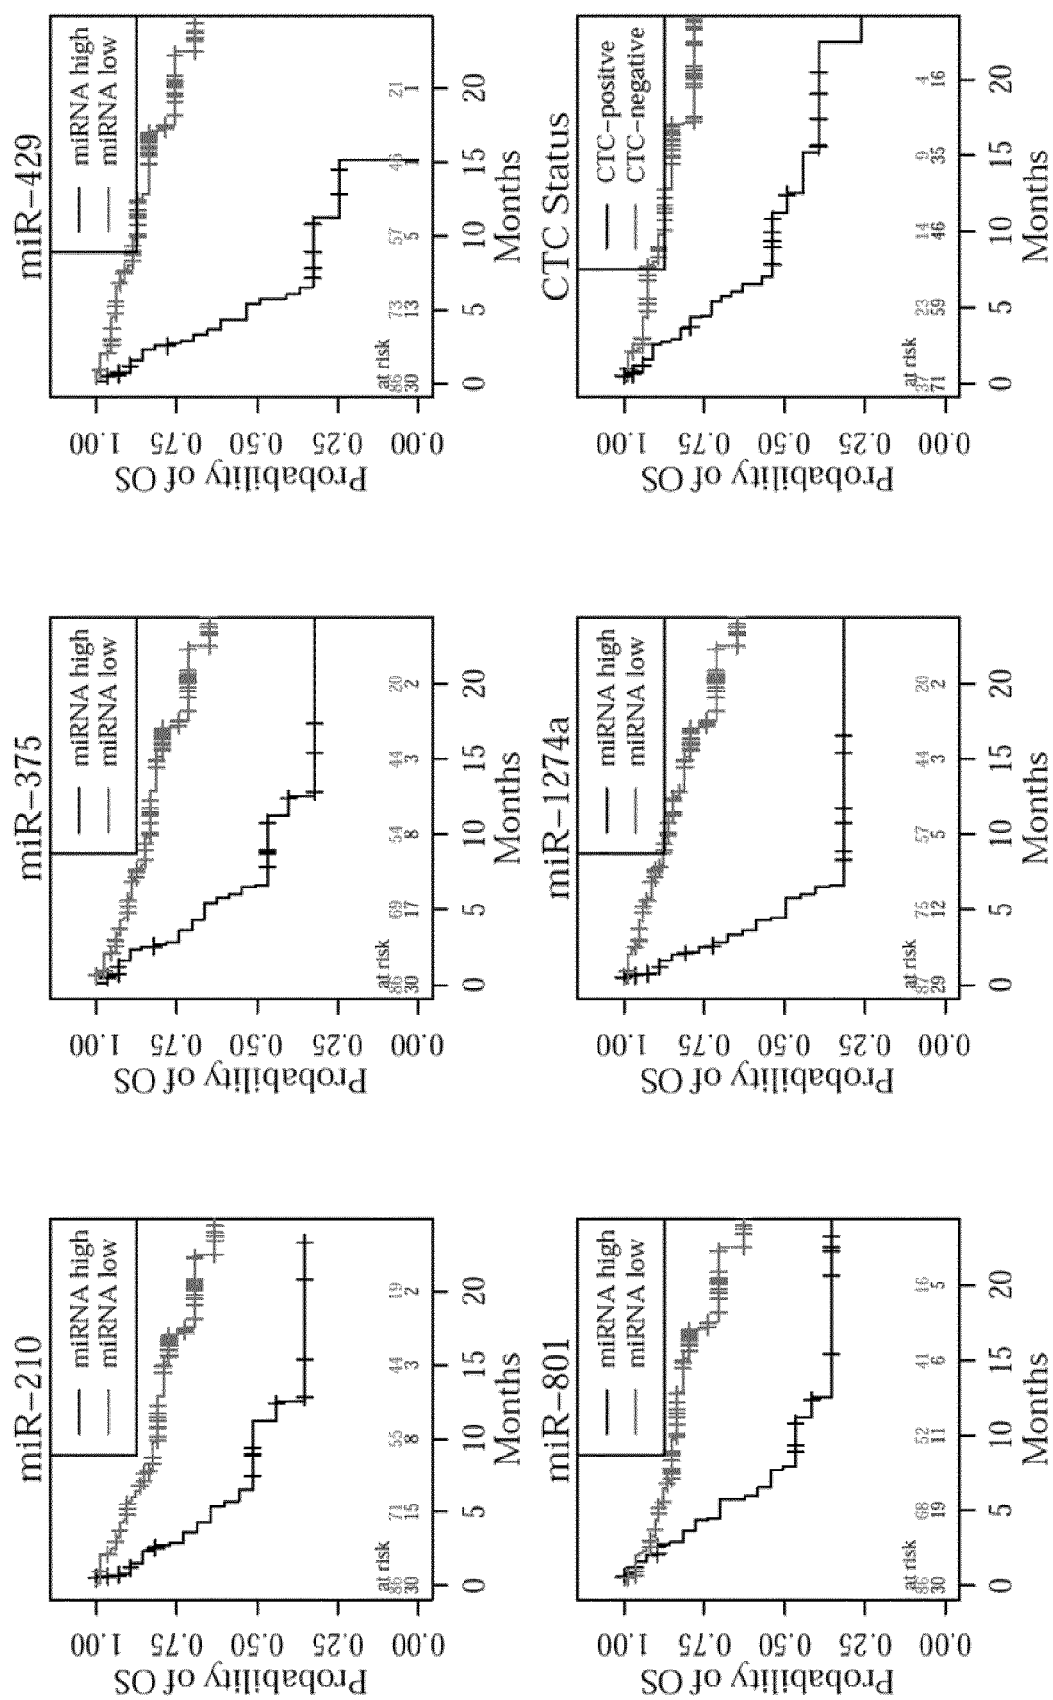 miR-210
Probability of OS
1.00
0.75
0.50
0.25
0.00
miRNA high
miRNA low
at risk
86 71 55 44 19
30 15 8 3 2
0 5 10 15 20
Months
miR-375
Probability of OS
1.00
0.75
0.50
0.25
0.00
miRNA high
miRNA low
at risk
86 69 54 44 20
30 17 8 3 2
0 5 10 15 20
Months
miR-429
Probability of OS
1.00
0.75
0.50
0.25
0.00
miRNA high
miRNA low
at risk
86 73 57 46 21
30 13 5 1
0 5 10 15 20
Months
miR-801
Probability of OS
1.00
0.75
0.50
0.25
0.00
miRNA high
miRNA low
at risk
86 68 52 41 16
30 19 11 6 5
0 5 10 15 20
Months
miR-1274a
Probability of OS
1.00
0.75
0.50
0.25
0.00
miRNA high
miRNA low
at risk
87 75 57 44 20
29 12 5 3 2
0 5 10 15 20
Months
CTC Status
Probability of OS
1.00
0.75
0.50
0.25
0.00
CTC-positve
CTC-negative
at risk
37 23 14 9 4
71 59 46 35 16
0 5 10 15 20
Months